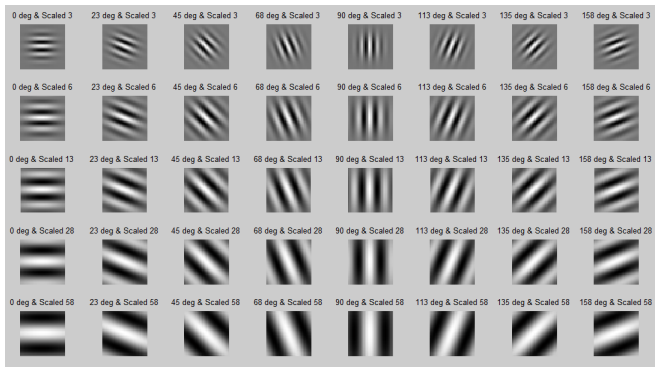 0 deg & Scaled 3 23 deg & Scaled 3 45 deg & Scaled 3 68 deg & Scaled 3 90 deg & Scaled 3 113 deg & Scaled 3 135 deg & Scaled 3 158 deg & Scaled 3
0 deg & Scaled 6 23 deg & Scaled 6 45 deg & Scaled 6 68 deg & Scaled 6 90 deg & Scaled 6 113 deg & Scaled 6 135 deg & Scaled 6 158 deg & Scaled 6
0 deg & Scaled 13 23 deg & Scaled 13 45 deg & Scaled 13 68 deg & Scaled 13 90 deg & Scaled 13 113 deg & Scaled 13 135 deg & Scaled 13 158 deg & Scaled 13
0 deg & Scaled 28 23 deg & Scaled 28 45 deg & Scaled 28 68 deg & Scaled 28 90 deg & Scaled 28 113 deg & Scaled 28 135 deg & Scaled 28 158 deg & Scaled 28
0 deg & Scaled 58 23 deg & Scaled 58 45 deg & Scaled 58 68 deg & Scaled 58 90 deg & Scaled 58 113 deg & Scaled 58 135 deg & Scaled 58 158 deg & Scaled 58